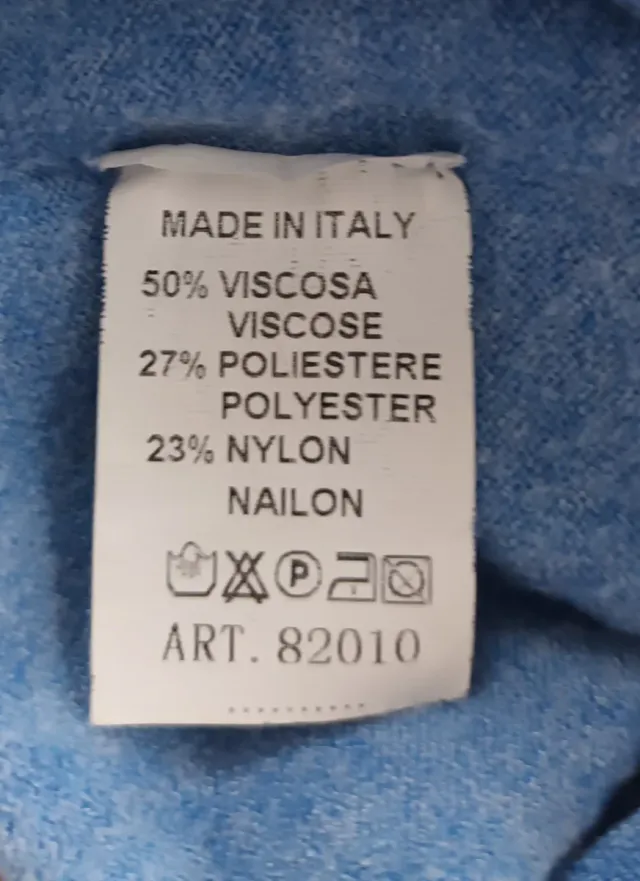 MADE IN ITALY
50% VISCOSA
VISCOSE
27% POLIESTERE
POLYESTER
23% NYLON
NAILON
P
ART. 82010